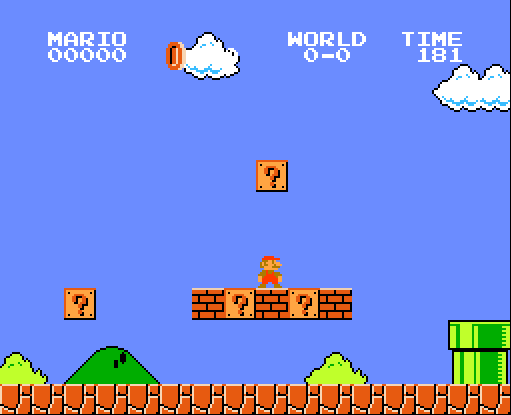 MARIO WORLD TIME
00000 0-0 181
?
? ? ?